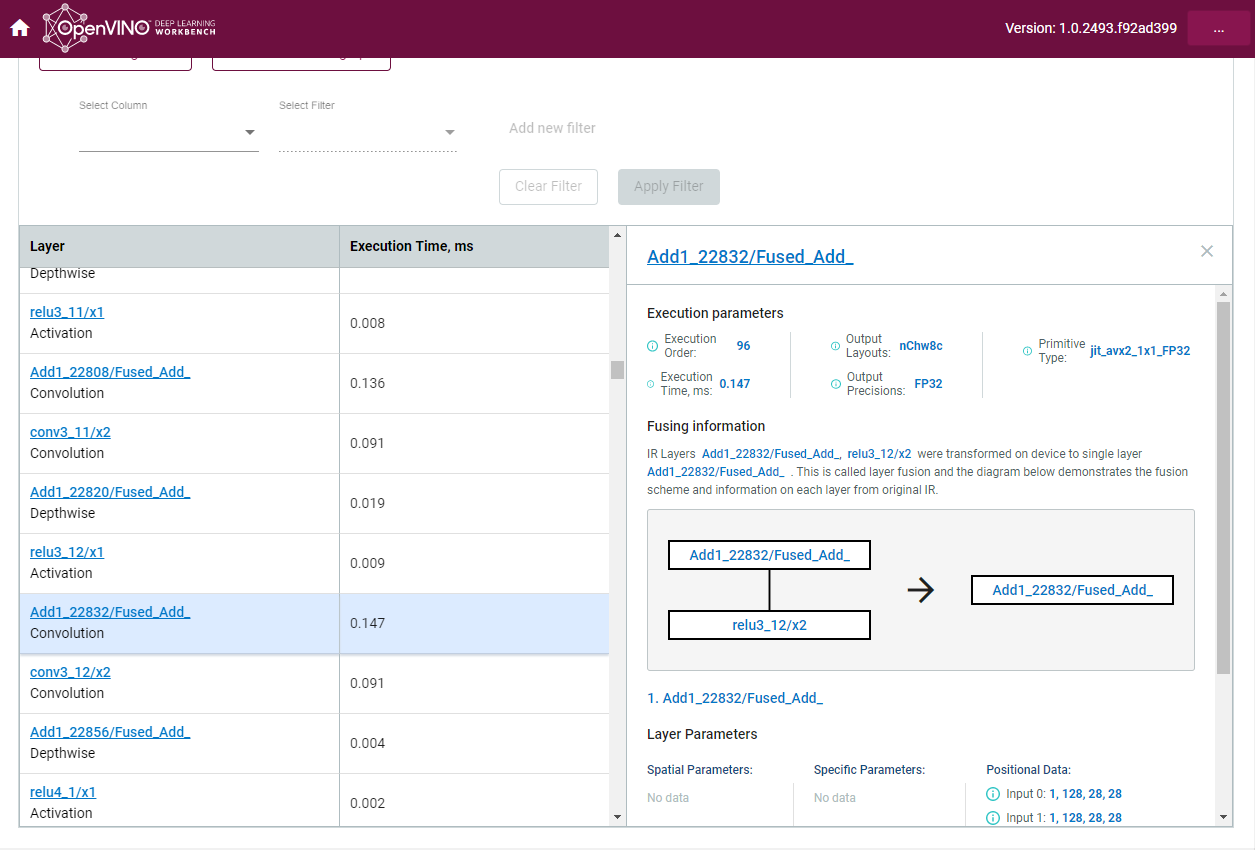 OpenVINO™ DEEP LEARNING
WORKBENCH
Version: 1.0.2493.f92ad399
...
Select Column
Select Filter
Add new filter
Clear Filter
Apply Filter
Layer
Execution Time, ms
Depthwise
relu3_11/x1
Activation
0.008
Add1_22808/Fused_Add_
Convolution
0.136
conv3_11/x2
Convolution
0.091
Add1_22820/Fused_Add_
Depthwise
0.019
relu3_12/x1
Activation
0.009
Add1_22832/Fused_Add_
Convolution
0.147
conv3_12/x2
Convolution
0.091
Add1_22856/Fused_Add_
Depthwise
0.004
relu4_1/x1
Activation
0.002
Add1_22832/Fused_Add_
Execution parameters
Execution
Order:
96
Execution
Time, ms:
0.147
Output
Layouts:
nChw8c
Output
Precisions:
FP32
Primitive
Type:
jit_avx2_1x1_FP32
Fusing information
IR Layers Add1_22832/Fused_Add_, relu3_12/x2 were transformed on device to single layer
Add1_22832/Fused_Add_ . This is called layer fusion and the diagram below demonstrates the fusion
scheme and information on each layer from original IR.
Add1_22832/Fused_Add_
relu3_12/x2
Add1_22832/Fused_Add_
1. Add1_22832/Fused_Add_
Layer Parameters
Spatial Parameters:
No data
Specific Parameters:
No data
Positional Data:
Input 0: 1, 128, 28, 28
Input 1: 1, 128, 28, 28